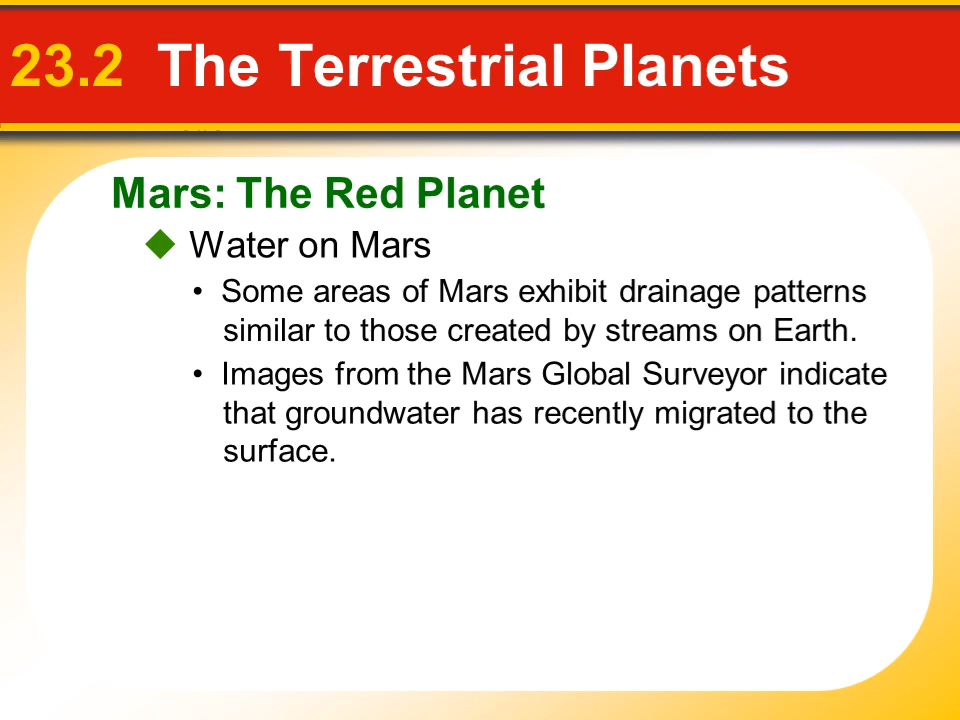 23.2 The Terrestrial Planets
Mars: The Red Planet
◆ Water on Mars
• Some areas of Mars exhibit drainage patterns
similar to those created by streams on Earth.
• Images from the Mars Global Surveyor indicate
that groundwater has recently migrated to the
surface.